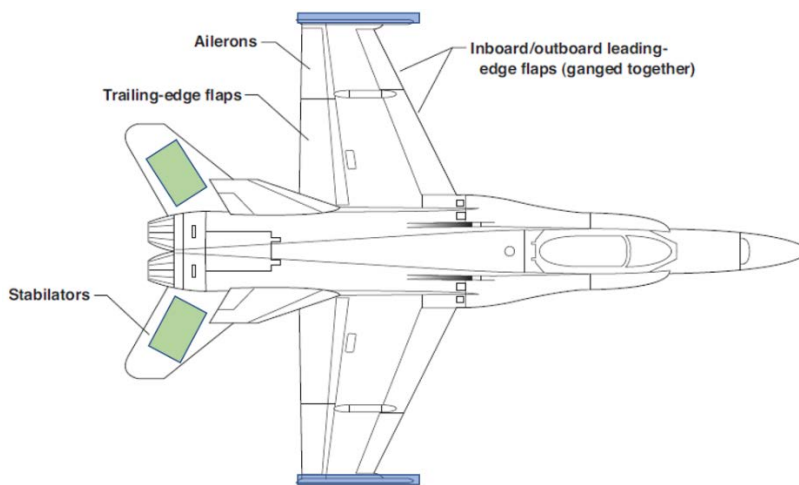 Ailerons
Inboard/outboard leading-
edge flaps (ganged together)
Trailing-edge flaps
Stabilators